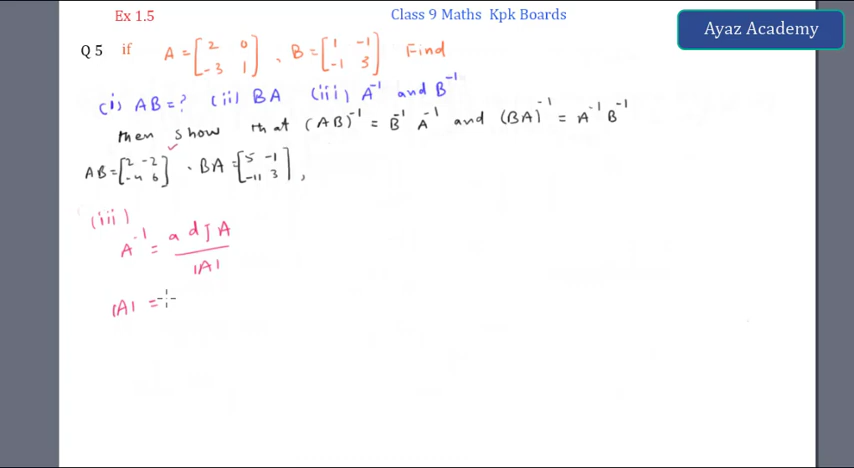 Ex 1.5
Class 9 Maths Kpk Boards
Ayaz Academy
Q 5 if A = [2 0; -3 1] , B = [1 -1; -1 3] Find
(i) AB = ? (ii) BA (iii) A⁻¹ and B⁻¹
then show that (AB)⁻¹ = B⁻¹ A⁻¹ and (BA)⁻¹ = A⁻¹ B⁻¹
AB = [2 -2; -4 6] , BA = [5 -1; -11 3] ,
(iii)
A⁻¹ = adj A / |A|
|A| =